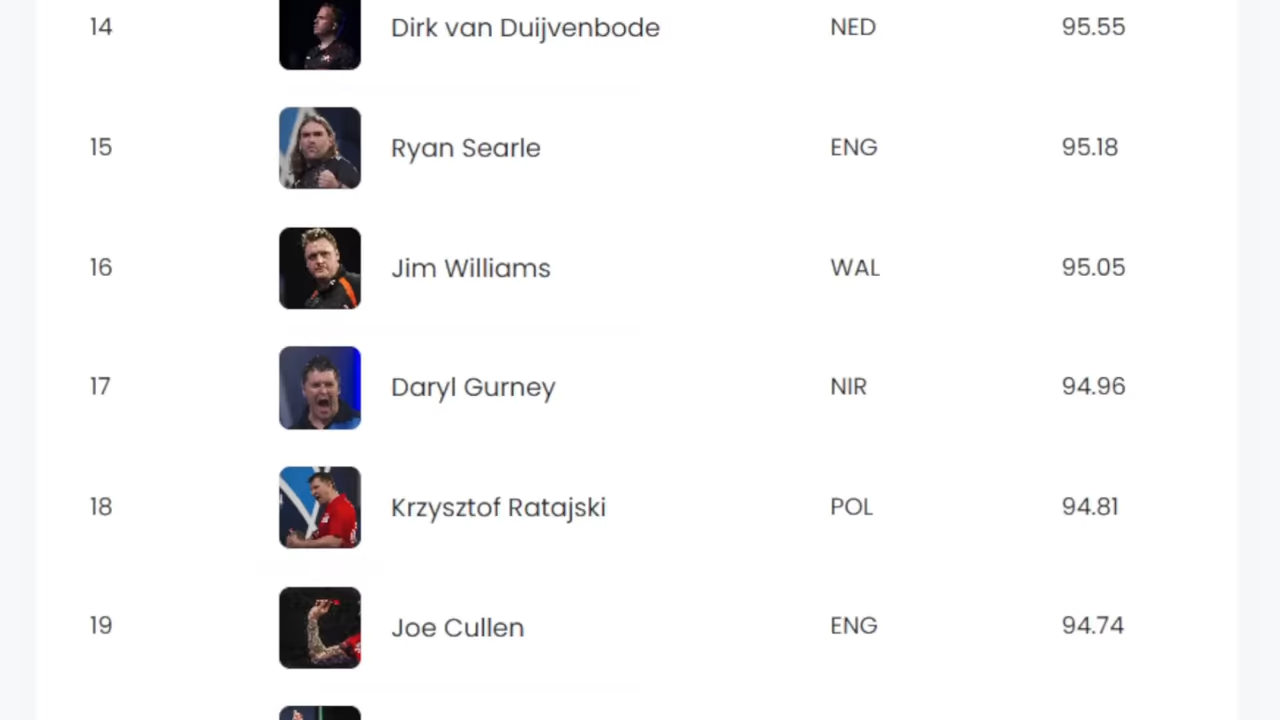 14 Dirk van Duijvenbode NED 95.55
15 Ryan Searle ENG 95.18
16 Jim Williams WAL 95.05
17 Daryl Gurney NIR 94.96
18 Krzysztof Ratajski POL 94.81
19 Joe Cullen ENG 94.74